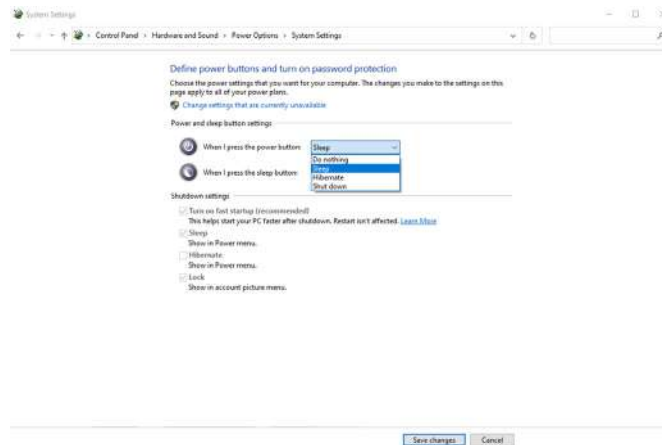 System Settings
Control Panel > Hardware and Sound > Power Options > System Settings
Define power buttons and turn on password protection
Choose the power settings that you want for your computer. The changes you make to the settings on this
page apply to all of your power plans.
Change settings that are currently unavailable
Power and sleep button settings
When I press the power button: Sleep
Do nothing
Sleep
Hibernate
Shut down
When I press the sleep button:
Shutdown settings
Turn on fast startup (recommended)
This helps start your PC faster after shutdown. Restart isn't affected. Learn More
Sleep
Show in Power menu.
Hibernate
Show in Power menu.
Lock
Show in account picture menu.
Save changes Cancel